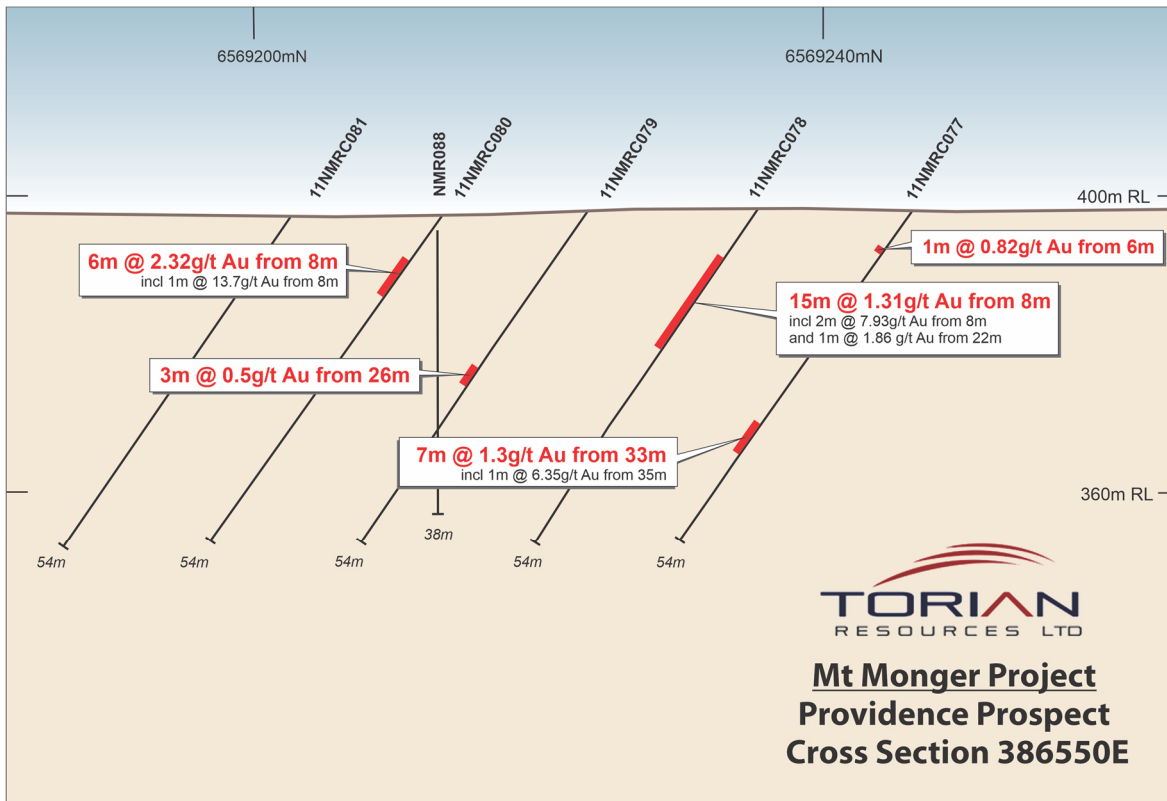 6569200mN
6569240mN
11NMRC081
NMR088
11NMRC080
11NMRC079
11NMRC078
11NMRC077
400m RL
6m @ 2.32g/t Au from 8m
incl 1m @ 13.7g/t Au from 8m
1m @ 0.82g/t Au from 6m
15m @ 1.31g/t Au from 8m
incl 2m @ 7.93g/t Au from 8m
and 1m @ 1.86 g/t Au from 22m
3m @ 0.5g/t Au from 26m
7m @ 1.3g/t Au from 33m
incl 1m @ 6.35g/t Au from 35m
360m RL
54m
54m
54m
38m
54m
54m
TORIAN
RESOURCES LTD
Mt Monger Project
Providence Prospect
Cross Section 386550E